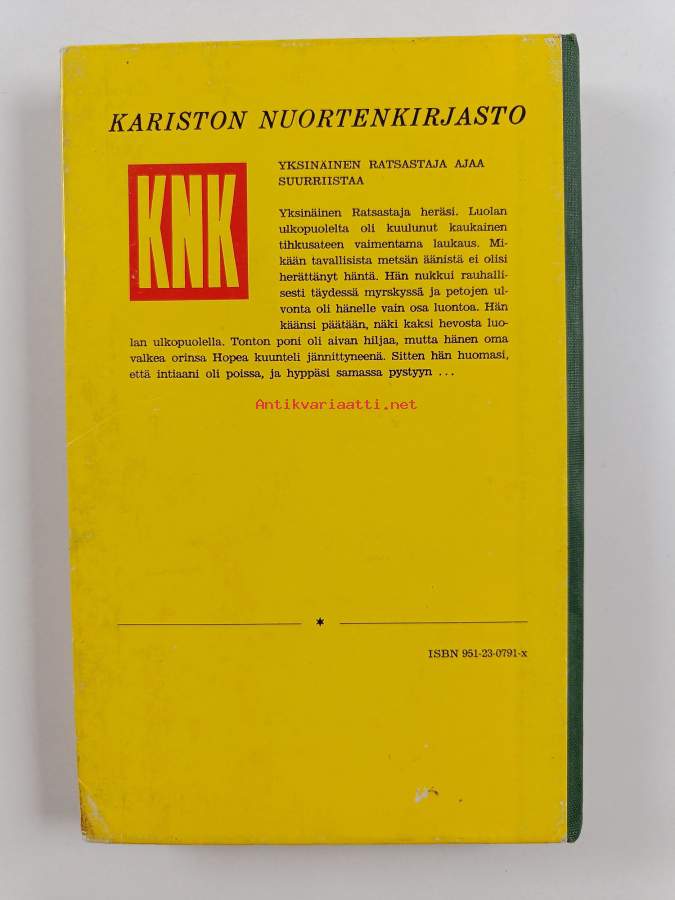 KARISTON NUORTENKIRJASTO
KNK
YKSINÄINEN RATSASTAJA AJAA
SUURRIISTAA
Yksinäinen Ratsastaja heräsi. Luolan
ulkopuolelta oli kuulunut kaukainen
tihkusateen vaimentama laukaus. Mi-
kään tavallisista metsän äänistä ei olisi
herättänyt häntä. Hän nukkui rauhalli-
sesti täydessä myrskyssä ja petojen ul-
vonta oli hänelle vain osa luontoa. Hän
käänsi päätään, näki kaksi hevosta luo-
lan ulkopuolella. Tonton poni oli aivan hiljaa, mutta hänen oma
valkea orinsa Hopea kuunteli jännittyneenä. Sitten hän huomasi,
että intiaani oli poissa, ja hyppäsi samassa pystyyn ...
Antikvariaatti.net
ISBN 951-23-0791-x